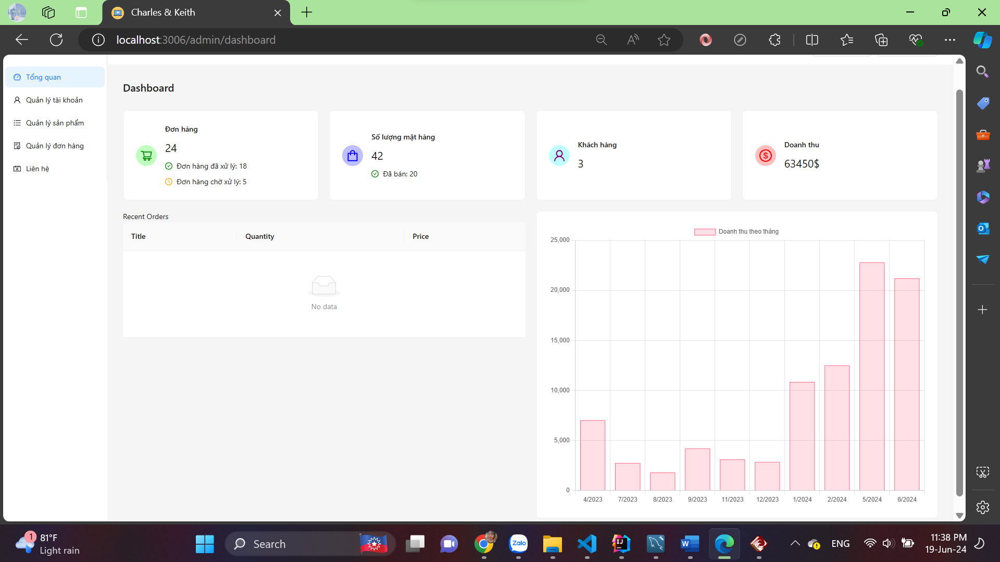 Charles & Keith
localhost:3006/admin/dashboard
Tổng quan
Quản lý tài khoản
Quản lý sản phẩm
Quản lý đơn hàng
Liên hệ
Dashboard
Đơn hàng
24
Đơn hàng đã xử lý: 18
Đơn hàng chờ xử lý: 5
Số lượng mặt hàng
42
Đã bán: 20
Khách hàng
3
Doanh thu
63450$
Recent Orders
Title Quantity Price
No data
Doanh thu theo tháng
25,000
20,000
15,000
10,000
5,000
0
4/2023 7/2023 8/2023 9/2023 11/2023 12/2023 1/2024 2/2024 5/2024 6/2024
1
81°F
Light rain
Search
Zalo
ENG
11:38 PM
19-Jun-24